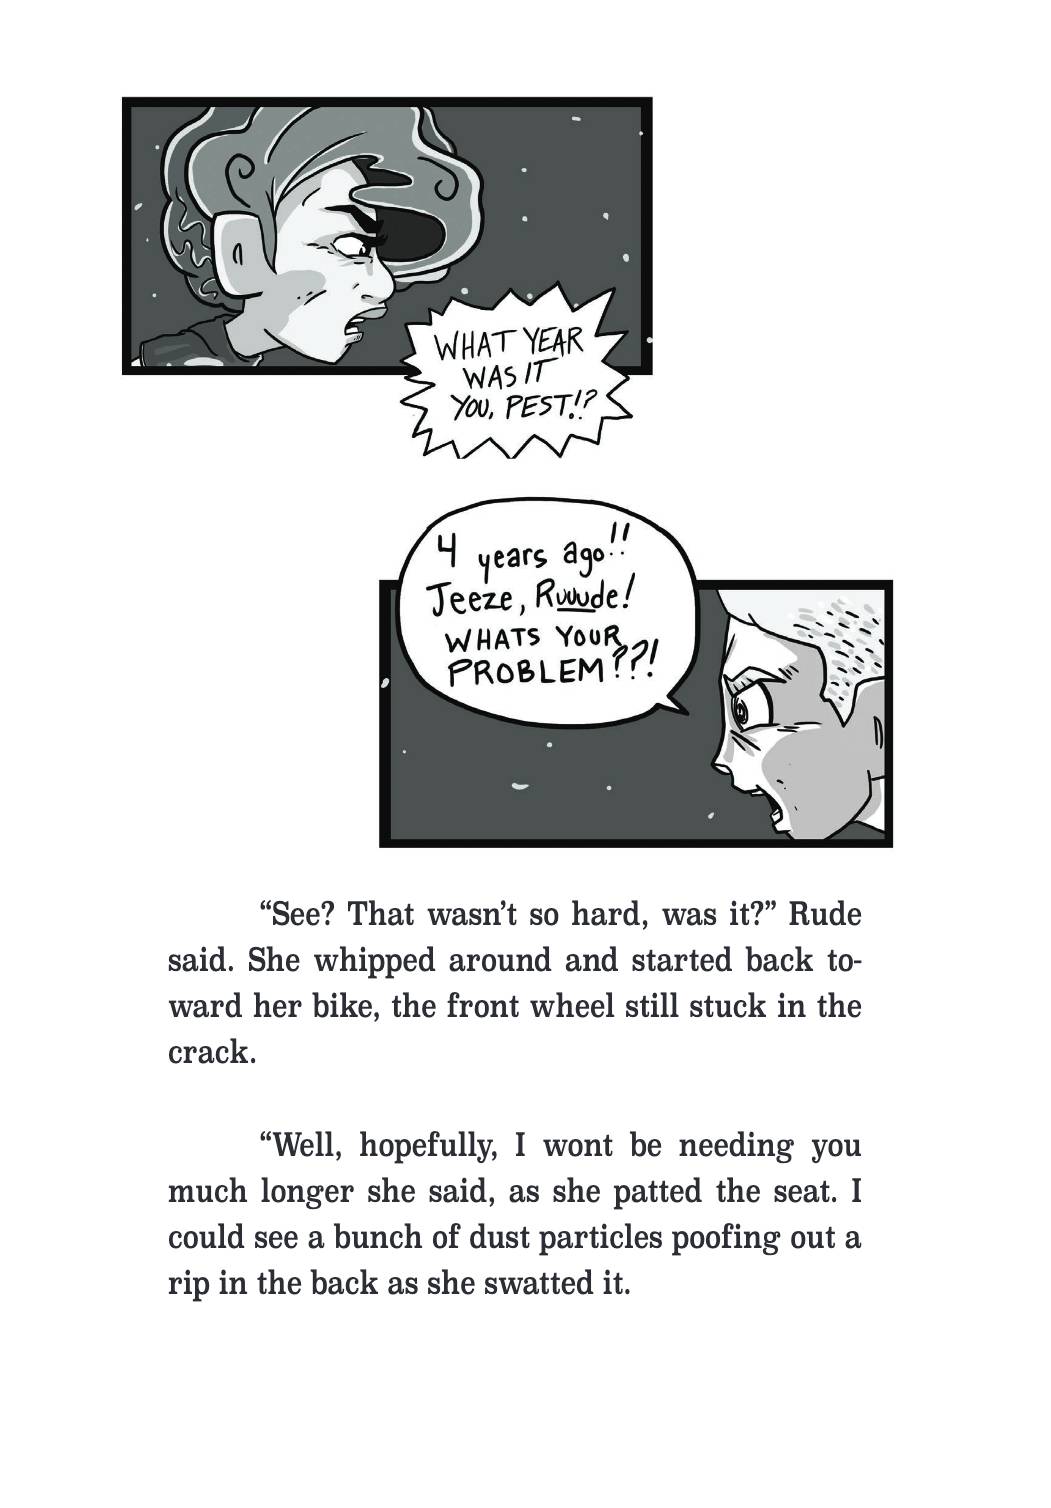 WHAT YEAR
WAS IT
YOU, PEST!?
4 years ago!!
Jeeze, Ruuude!
WHATS YOUR
PROBLEM??!
“See? That wasn’t so hard, was it?” Rude
said. She whipped around and started back to-
ward her bike, the front wheel still stuck in the
crack.
“Well, hopefully, I wont be needing you
much longer she said, as she patted the seat. I
could see a bunch of dust particles poofing out a
rip in the back as she swatted it.